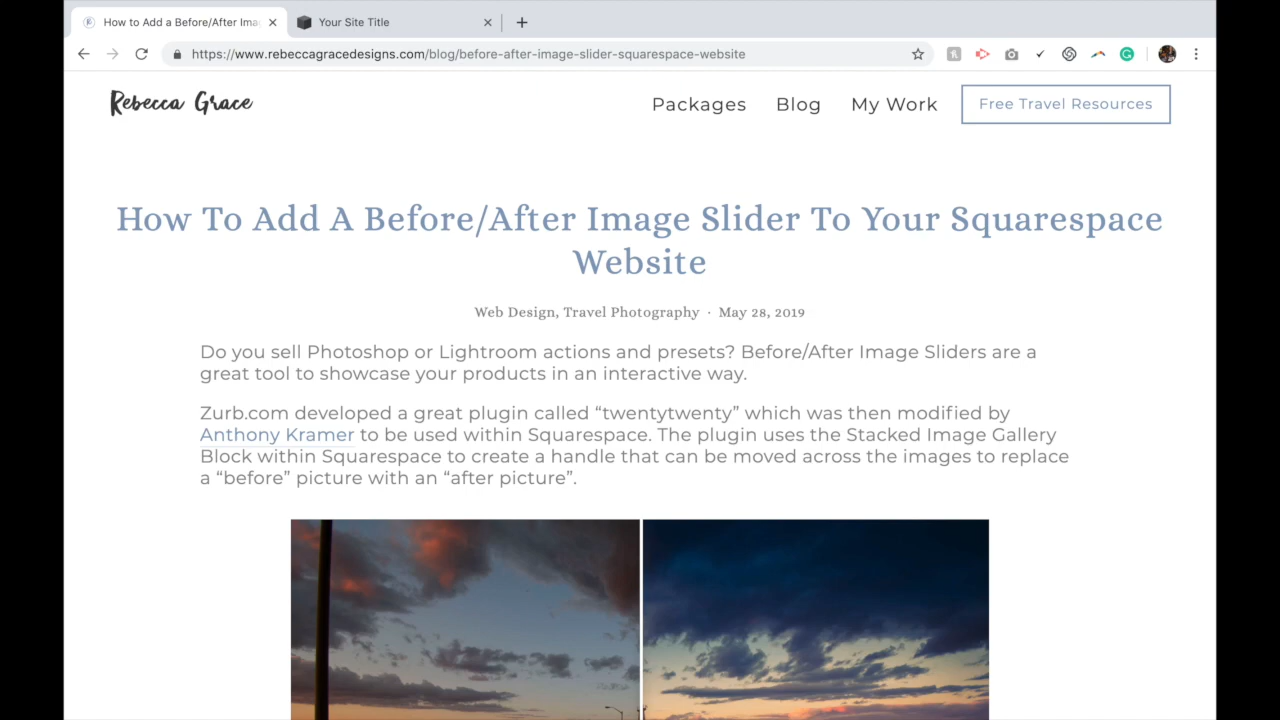 How to Add a Before/After Ima
Your Site Title
https://www.rebeccagracedesigns.com/blog/before-after-image-slider-squarespace-website
Rebecca Grace
Packages
Blog
My Work
Free Travel Resources
How To Add A Before/After Image Slider To Your Squarespace
Website
Web Design, Travel Photography · May 28, 2019
Do you sell Photoshop or Lightroom actions and presets? Before/After Image Sliders are a
great tool to showcase your products in an interactive way.
Zurb.com developed a great plugin called “twentytwenty” which was then modified by
Anthony Kramer to be used within Squarespace. The plugin uses the Stacked Image Gallery
Block within Squarespace to create a handle that can be moved across the images to replace
a “before” picture with an “after picture”.